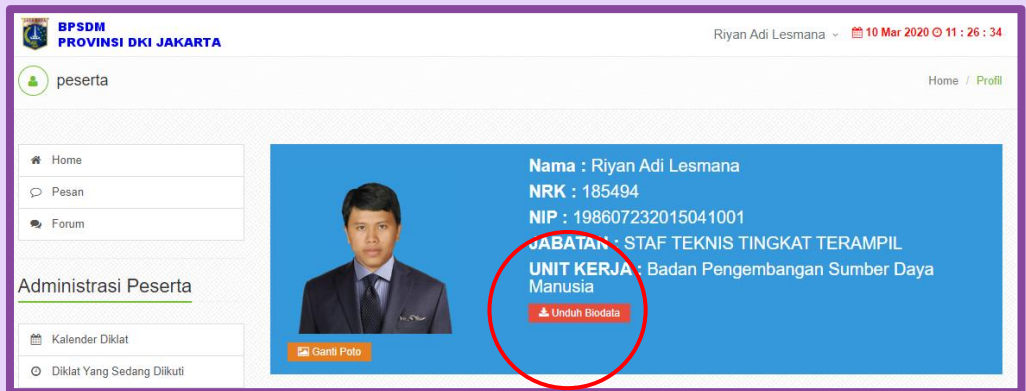 BPSDM
PROVINSI DKI JAKARTA
Riyan Adi Lesmana
10 Mar 2020 11 : 26 : 34
peserta
Home / Profil
Home
Pesan
Forum
Administrasi Peserta
Kalender Diklat
Diklat Yang Sedang Diikuti
Ganti Poto
Nama : Riyan Adi Lesmana
NRK : 185494
NIP : 198607232015041001
JABATAN : STAF TEKNIS TINGKAT TERAMPIL
UNIT KERJA : Badan Pengembangan Sumber Daya
Manusia
Unduh Biodata